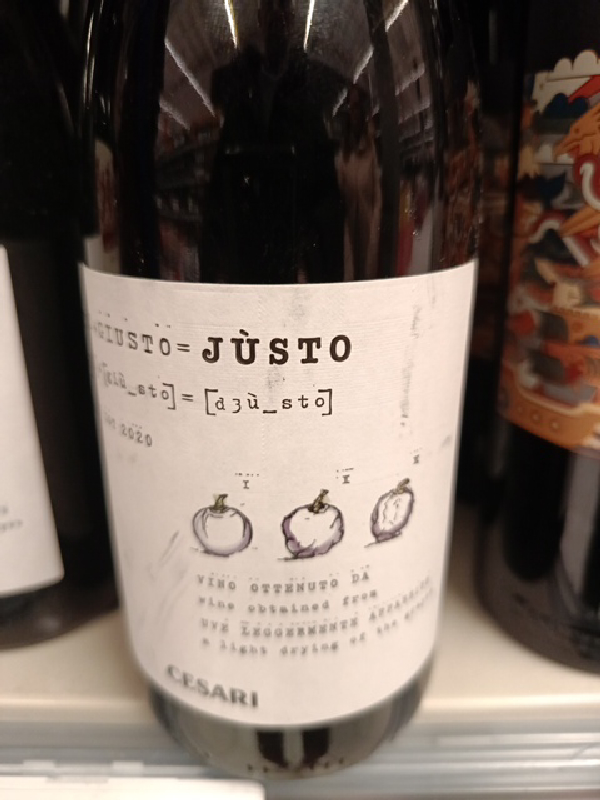 GIUSTO = JÙSTO
sto] = [dʒù_sto]
2020
VINO OTTENUTO DA
wine obtained from
UVE LEGGERMENTE APPASSITE
a light drying of the grapes
CESARI